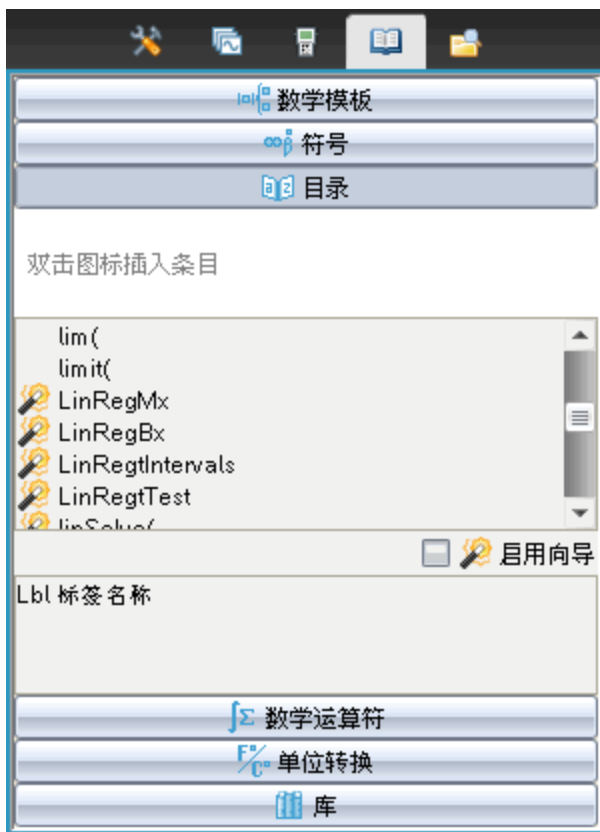 数学模板
符号
目录
双击图标插入条目
lim(
limit(
LinRegMx
LinRegBx
LinRegtIntervals
LinRegtTest
linSolve(
启用向导
Lbl 标签名称
数学运算符
单位转换
库